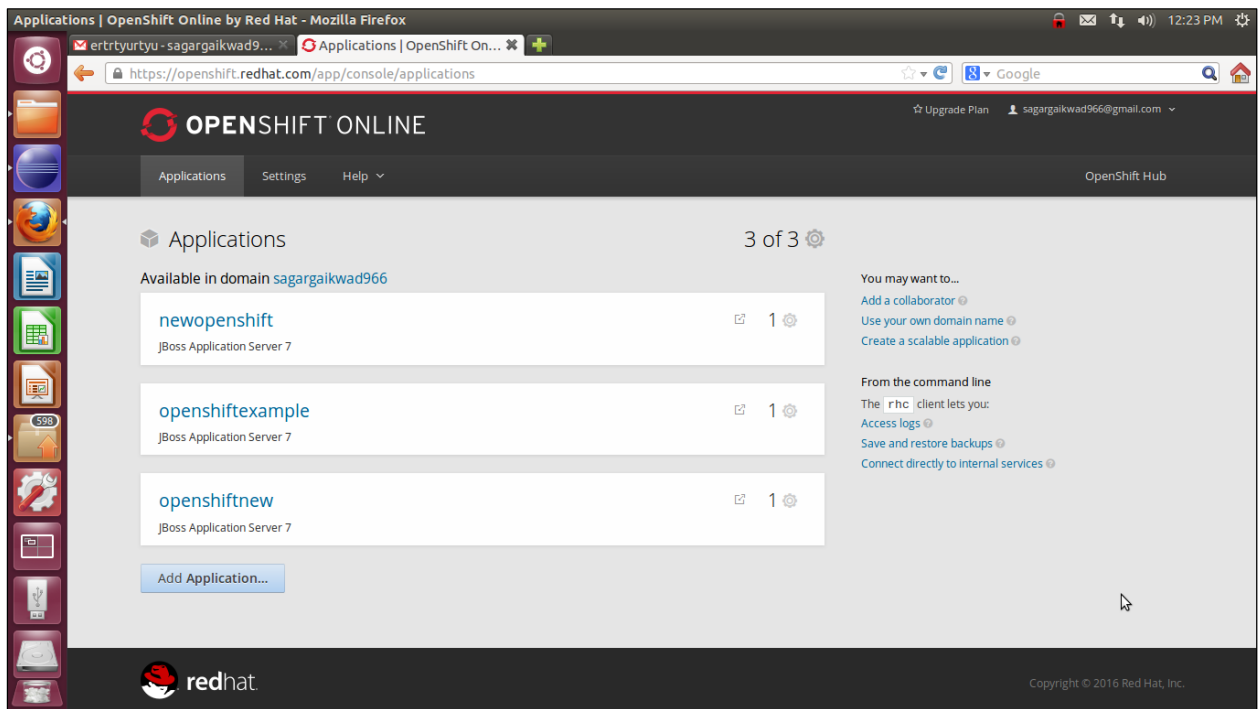 Applications | OpenShift Online by Red Hat - Mozilla Firefox
12:23 PM
ertrtyurtyu - sagargaikwad9...
Applications | OpenShift On...
https://openshift.redhat.com/app/console/applications
Google
OPENSHIFT ONLINE
Upgrade Plan
sagargaikwad966@gmail.com
Applications
Settings
Help
OpenShift Hub
Applications
3 of 3
Available in domain sagargaikwad966
newopenshift
1
JBoss Application Server 7
openshiftexample
1
JBoss Application Server 7
openshiftnew
1
JBoss Application Server 7
Add Application...
You may want to...
Add a collaborator
Use your own domain name
Create a scalable application
From the command line
The rhc client lets you:
Access logs
Save and restore backups
Connect directly to internal services
598
redhat.
Copyright © 2016 Red Hat, Inc.